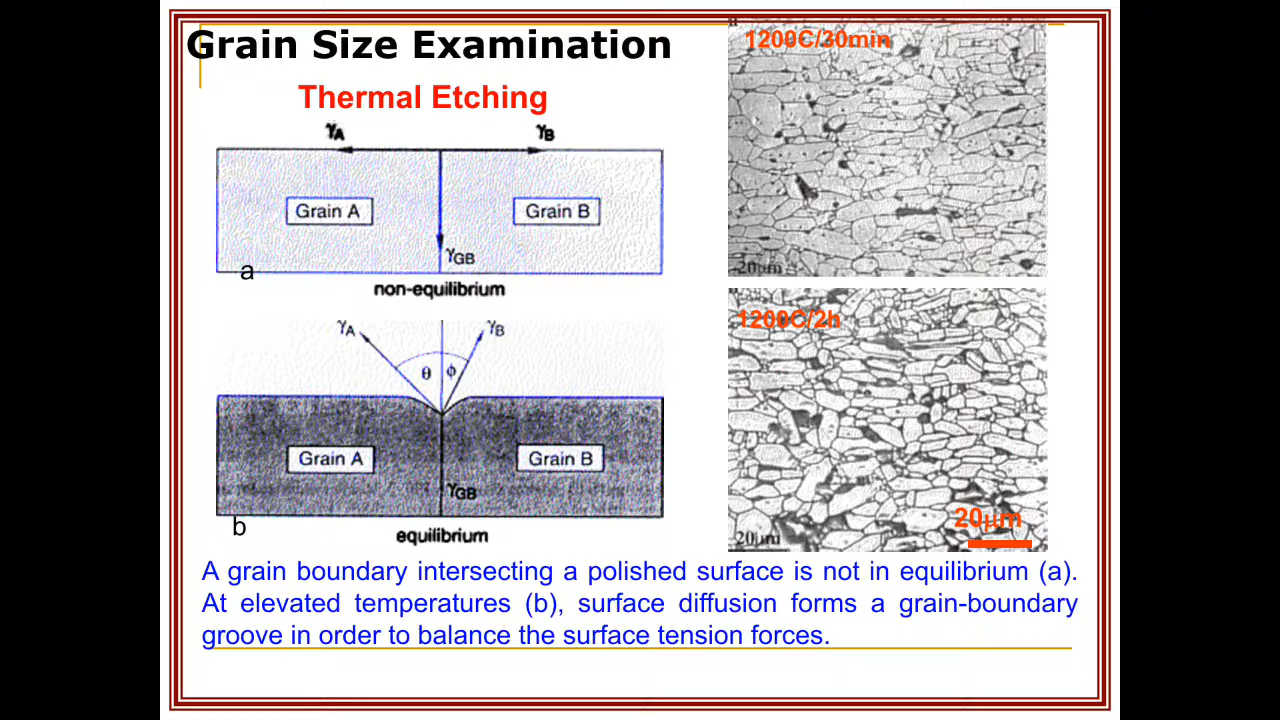 Grain Size Examination
Thermal Etching
γA
γB
Grain A
Grain B
γGB
a
non-equilibrium
γA
γB
θ
ϕ
Grain A
Grain B
γGB
b
equilibrium
1200C/30min
20μm
1200C/2h
20μm
20μm
A grain boundary intersecting a polished surface is not in equilibrium (a).
At elevated temperatures (b), surface diffusion forms a grain-boundary
groove in order to balance the surface tension forces.